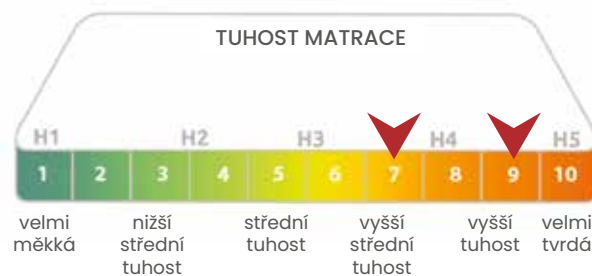 TUHOST MATRACE
H1 H2 H3 H4 H5
1 2 3 4 5 6 7 8 9 10
velmi měkká
nižší střední tuhost
střední tuhost
vyšší střední tuhost
vyšší tuhost
velmi tvrdá